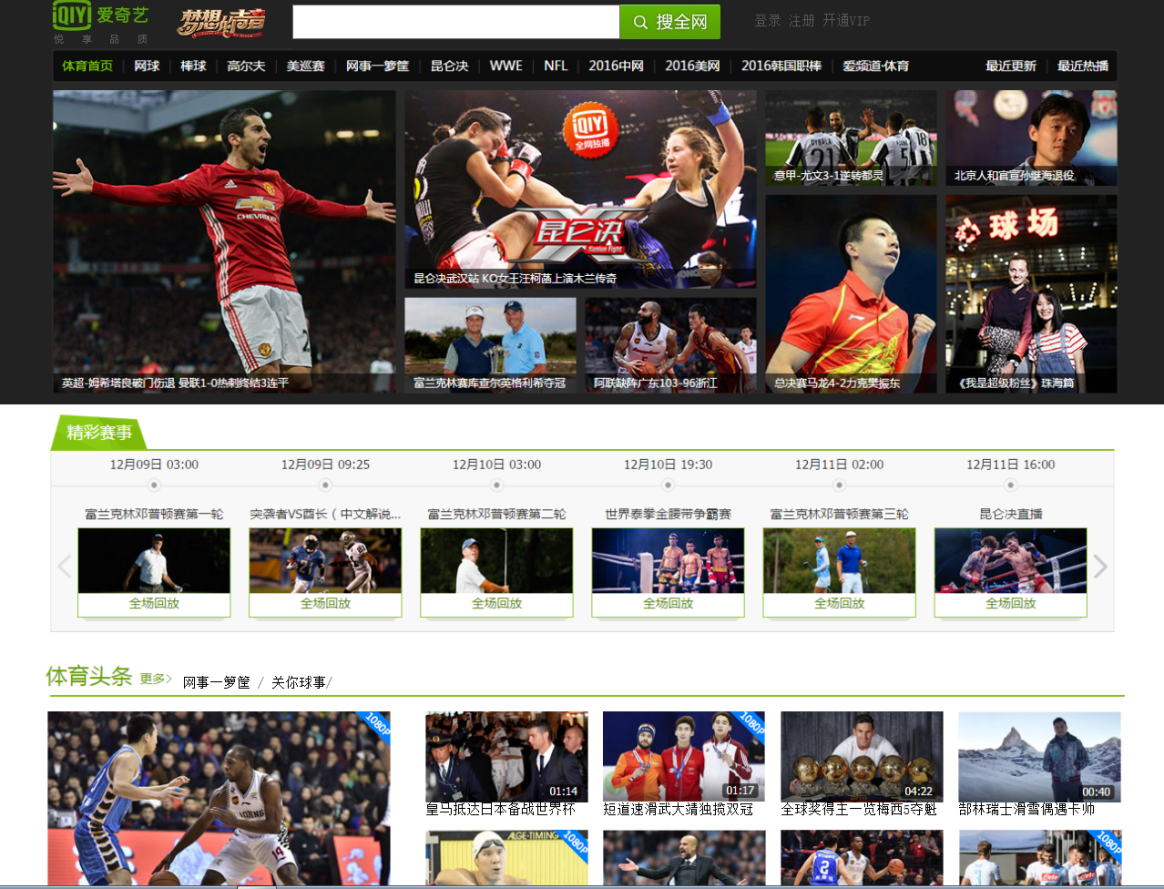 iQIYI 爱奇艺
悦 享 品 质
梦想的声音
搜全网
登录 注册 开通VIP
体育首页 网球 棒球 高尔夫 美巡赛 网事一箩筐 昆仑决 WWE NFL 2016中网 2016美网 2016韩国职棒 爱频道·体育 最近更新 最近热播
CHEVROLET
英超-姆希塔良破门伤退 曼联1-0热刺终结3连平
iQIYI
全网独播
昆仑决
Kunlun Fight
昆仑决武汉站 KO女王汪柯菡上演木兰传奇
富兰克林赛库查尔英格利希夺冠
阿联缺阵广东103-96浙江
DYBALA
21
5
18
意甲-尤文3-1逆转都灵
北京人和官宣孙继海退役
总决赛马龙4-2力克樊振东
球场
《我是超级粉丝》珠海篇
精彩赛事
12月09日 03:00
12月09日 09:25
12月10日 03:00
12月10日 19:30
12月11日 02:00
12月11日 16:00
富兰克林邓普顿赛第一轮
突袭者VS酋长（中文解说...
富兰克林邓普顿赛第二轮
世界泰拳金腰带争霸赛
富兰克林邓普顿赛第三轮
昆仑决直播
全场回放
全场回放
全场回放
全场回放
全场回放
全场回放
体育头条 更多> 网事一箩筐 / 关你球事/
1080P
01:14
皇马抵达日本备战世界杯
1080P
01:17
短道速滑武大靖独揽双冠
04:22
全球奖得主一览梅西5夺魁
00:40
郜林瑞士滑雪偶遇卡帅
14
ALGE-TIMING
1080P
2
1080P